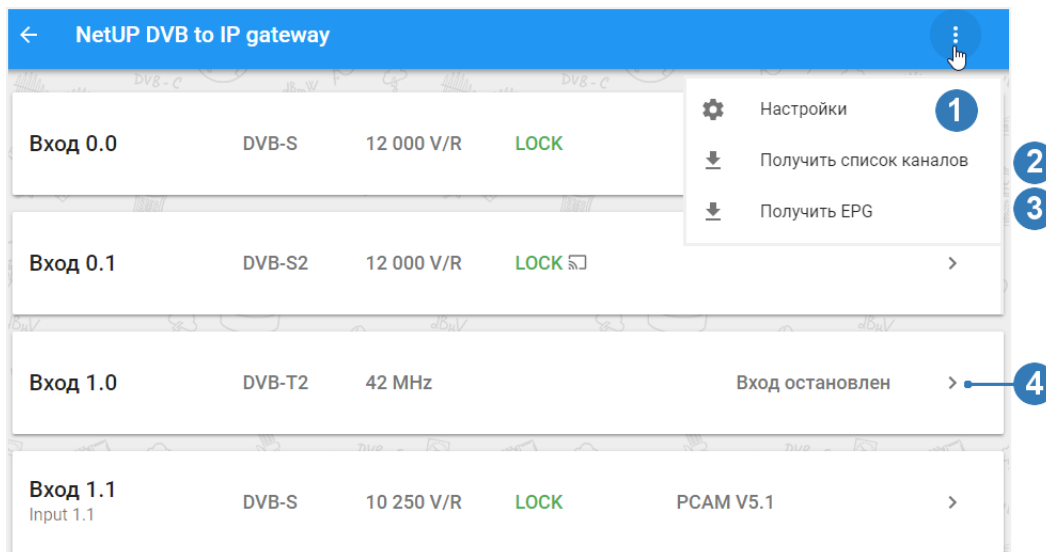 NetUP DVB to IP gateway
Настройки 1
Вход 0.0 DVB-S 12 000 V/R LOCK
Получить список каналов 2
Получить EPG 3
Вход 0.1 DVB-S2 12 000 V/R LOCK
Вход 1.0 DVB-T2 42 MHz Вход остановлен 4
Вход 1.1 DVB-S 10 250 V/R LOCK PCAM V5.1
Input 1.1